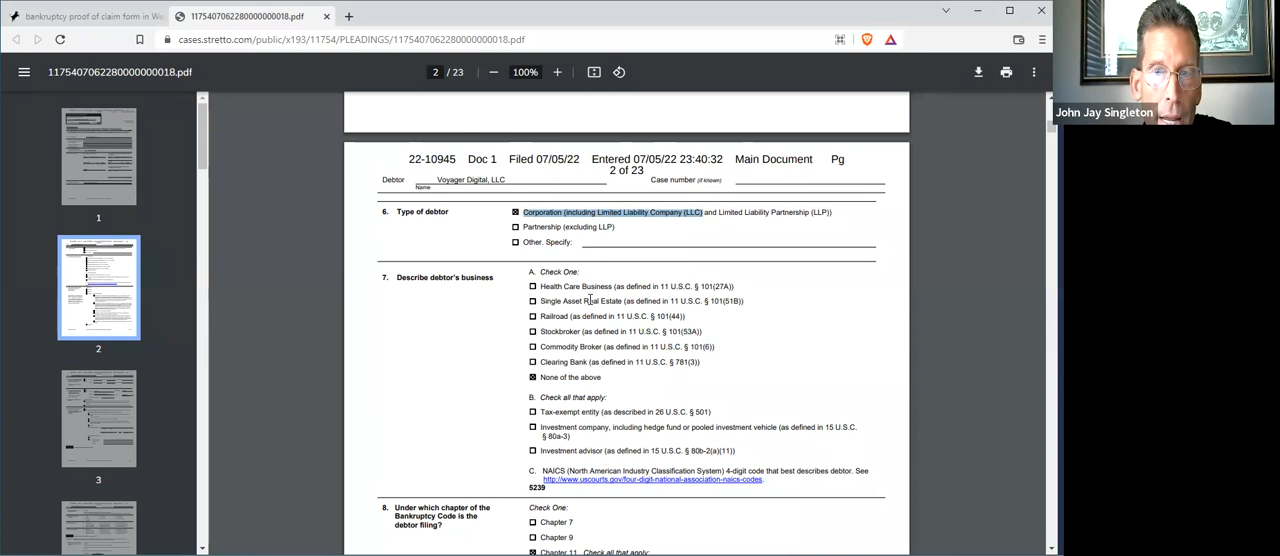 bankruptcy proof of claim form in We
1175407062280000000018.pdf
cases.stretto.com/public/x193/11754/PLEADINGS/1175407062280000000018.pdf
1175407062280000000018.pdf
2 / 23
100%
John Jay Singleton
1
2
3
22-10945 Doc 1 Filed 07/05/22 Entered 07/05/22 23:40:32 Main Document Pg
2 of 23
Debtor Voyager Digital, LLC Case number (if known)
Name
6. Type of debtor
Corporation (including Limited Liability Company (LLC) and Limited Liability Partnership (LLP))
Partnership (excluding LLP)
Other. Specify:
7. Describe debtor's business
A. Check One:
Health Care Business (as defined in 11 U.S.C. § 101(27A))
Single Asset Real Estate (as defined in 11 U.S.C. § 101(51B))
Railroad (as defined in 11 U.S.C. § 101(44))
Stockbroker (as defined in 11 U.S.C. § 101(53A))
Commodity Broker (as defined in 11 U.S.C. § 101(6))
Clearing Bank (as defined in 11 U.S.C. § 781(3))
None of the above
B. Check all that apply:
Tax-exempt entity (as described in 26 U.S.C. § 501)
Investment company, including hedge fund or pooled investment vehicle (as defined in 15 U.S.C.
§ 80a-3)
Investment advisor (as defined in 15 U.S.C. § 80b-2(a)(11))
C. NAICS (North American Industry Classification System) 4-digit code that best describes debtor. See
http://www.uscourts.gov/four-digit-national-association-naics-codes.
5239
8. Under which chapter of the
Bankruptcy Code is the
debtor filing?
Check One:
Chapter 7
Chapter 9
Chapter 11. Check all that apply: